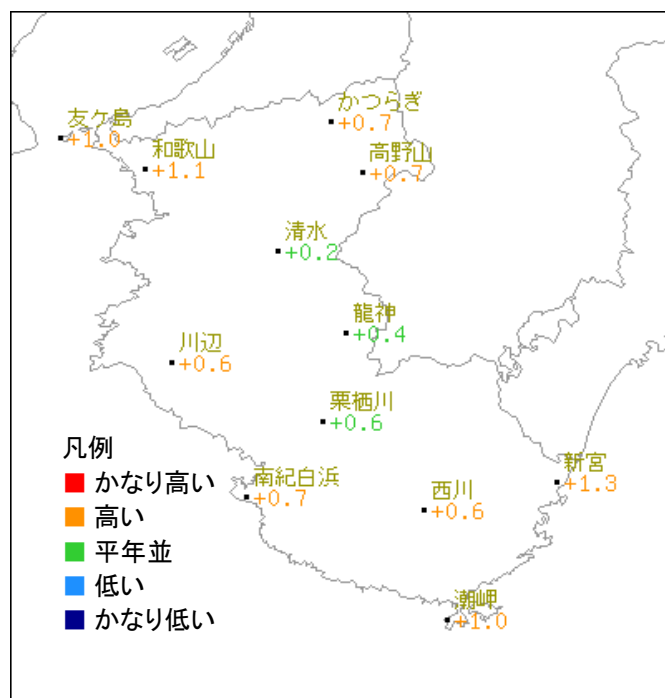 かつらぎ
+0.7
友ケ島
+1.0
和歌山
+1.1
高野山
+0.7
清水
+0.2
龍神
+0.4
川辺
+0.6
栗栖川
+0.6
凡例
かなり高い
高い
平年並
低い
かなり低い
南紀白浜
+0.7
西川
+0.6
新宮
+1.3
潮岬
+1.0